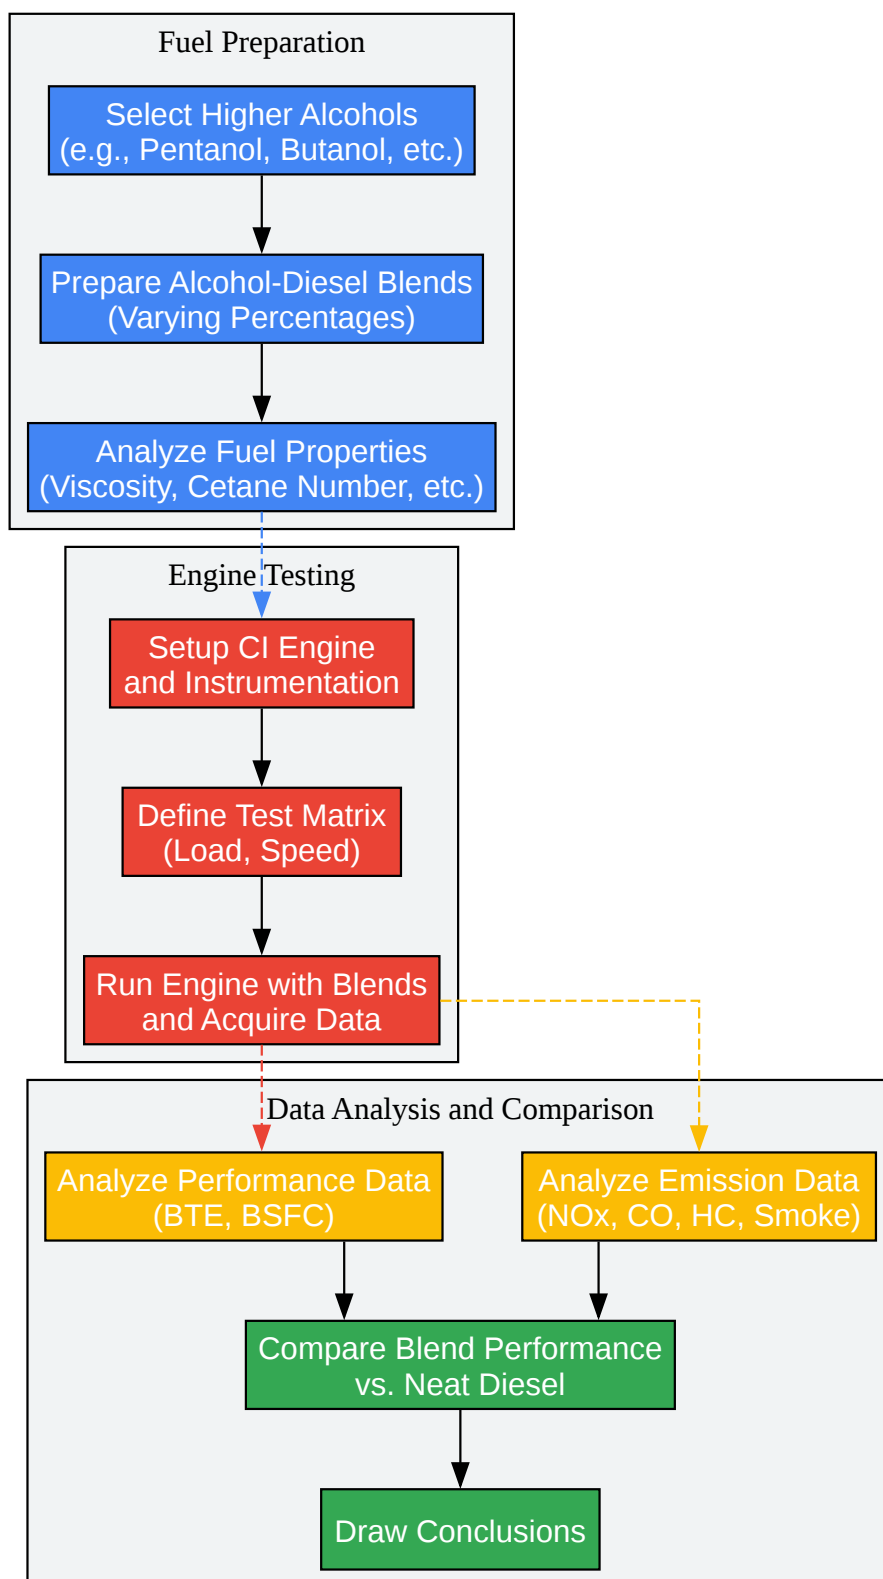 Fuel Preparation
Select Higher Alcohols
(e.g., Pentanol, Butanol, etc.)
Prepare Alcohol-Diesel Blends
(Varying Percentages)
Analyze Fuel Properties
(Viscosity, Cetane Number, etc.)
Engine Testing
Setup CI Engine
and Instrumentation
Define Test Matrix
(Load, Speed)
Run Engine with Blends
and Acquire Data
Data Analysis and Comparison
Analyze Performance Data
(BTE, BSFC)
Analyze Emission Data
(NOx, CO, HC, Smoke)
Compare Blend Performance
vs. Neat Diesel
Draw Conclusions